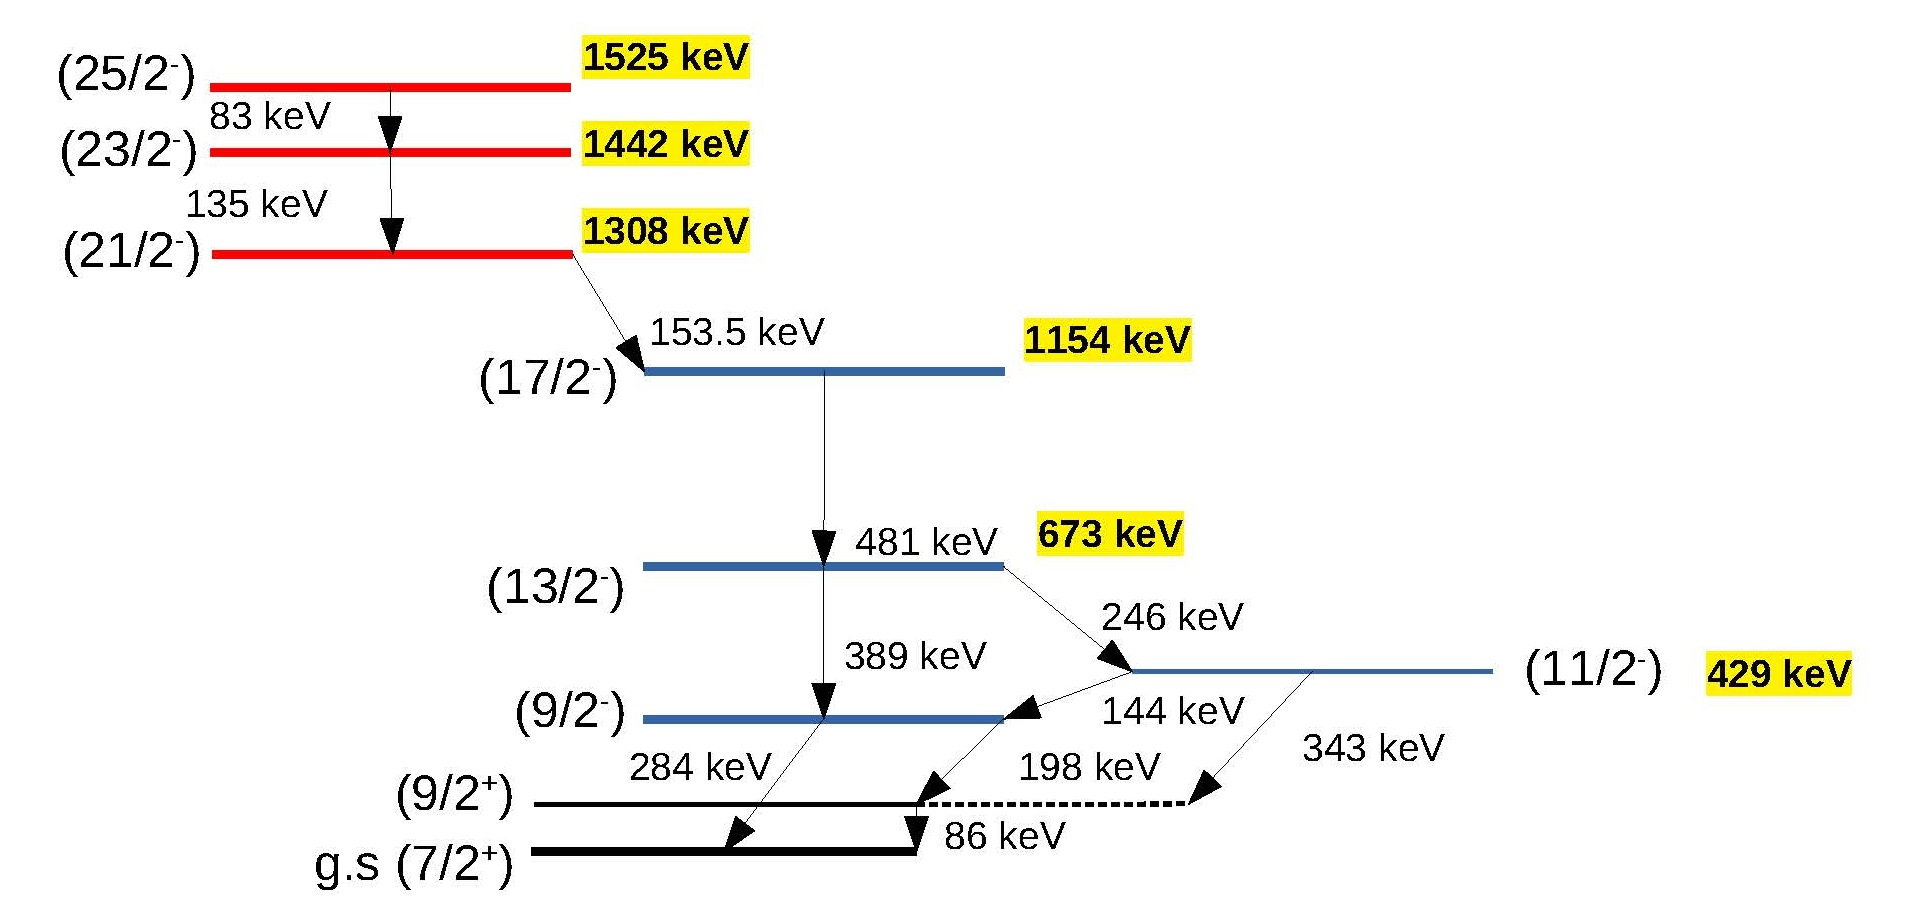 1525 keV
(25/2-)
83 keV
1442 keV
(23/2-)
135 keV
1308 keV
(21/2-)
153.5 keV
1154 keV
(17/2-)
481 keV
673 keV
(13/2-)
246 keV
389 keV
(11/2-)
429 keV
(9/2-)
144 keV
343 keV
284 keV
198 keV
(9/2+)
86 keV
g.s (7/2+)